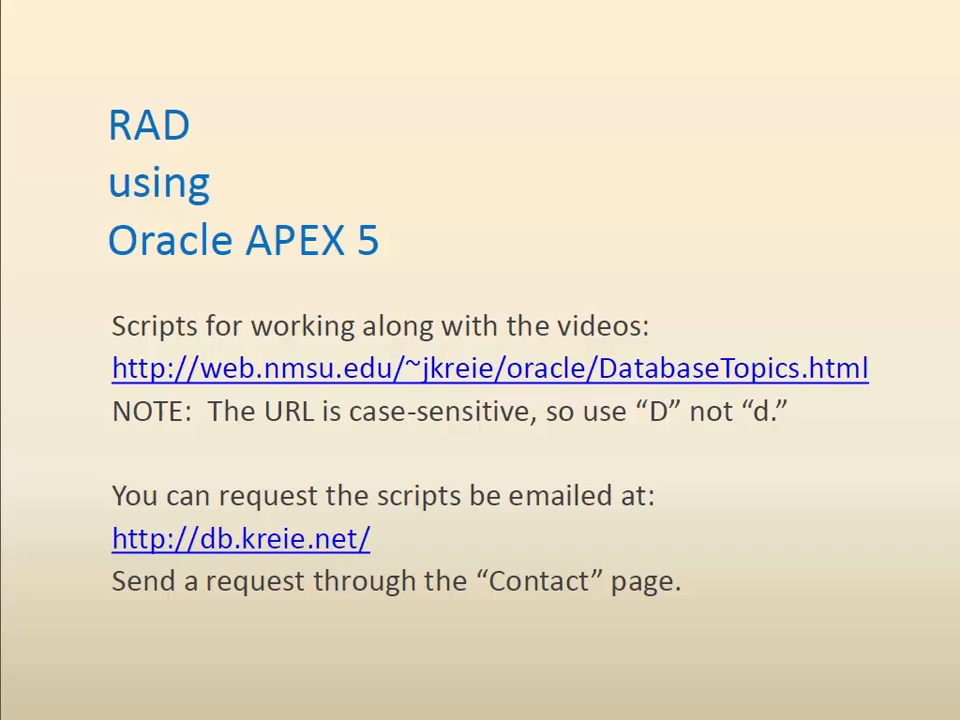 RAD
using
Oracle APEX 5
Scripts for working along with the videos:
http://web.nmsu.edu/~jkreie/oracle/DatabaseTopics.html
NOTE:  The URL is case-sensitive, so use “D” not “d.”
You can request the scripts be emailed at:
http://db.kreie.net/
Send a request through the “Contact” page.